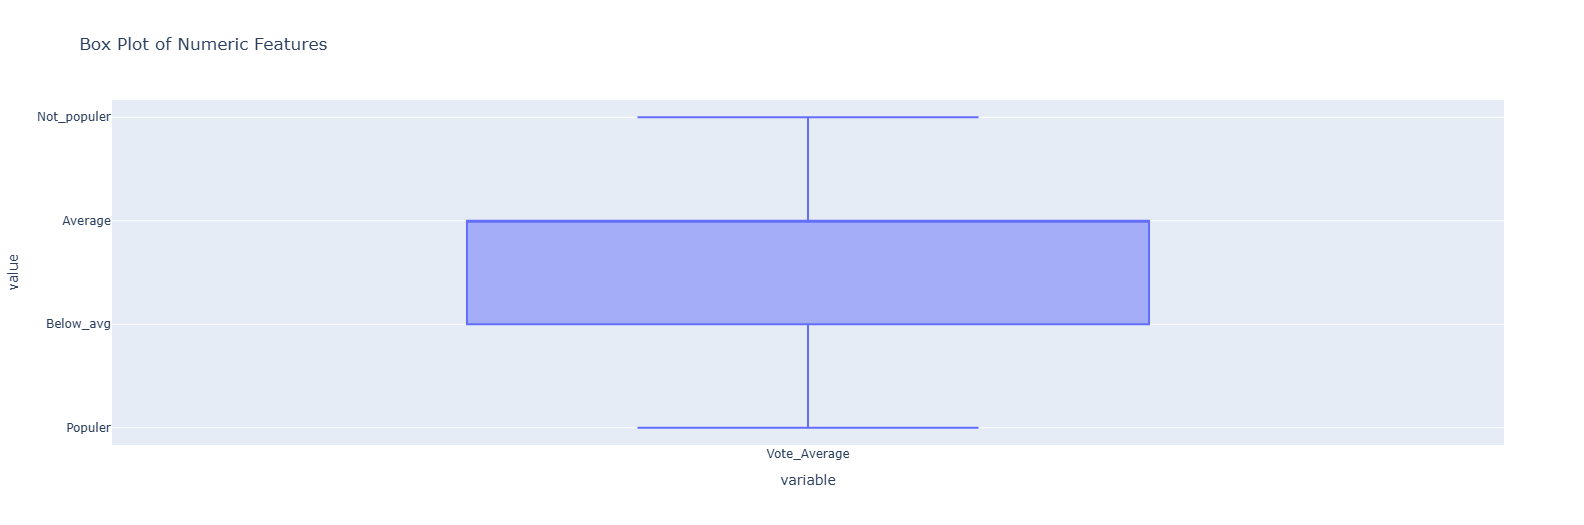 Box Plot of Numeric Features
Not_populer
Average
Below_avg
Populer
value
Vote_Average
variable